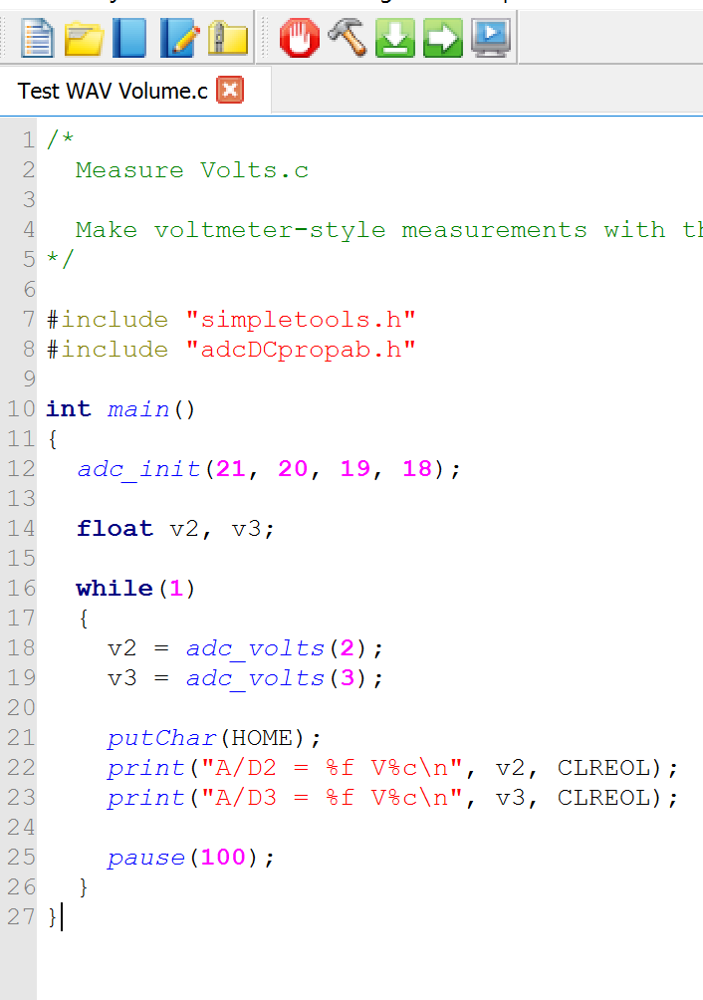 Test WAV Volume.c
1 /*
2   Measure Volts.c
3
4   Make voltmeter-style measurements with th
5 */
6
7 #include "simpletools.h"
8 #include "adcDCpropab.h"
9
10 int main()
11 {
12   adc_init(21, 20, 19, 18);
13
14   float v2, v3;
15
16   while(1)
17   {
18     v2 = adc_volts(2);
19     v3 = adc_volts(3);
20
21     putChar(HOME);
22     print("A/D2 = %f V%c\n", v2, CLREOL);
23     print("A/D3 = %f V%c\n", v3, CLREOL);
24
25     pause(100);
26   }
27 }